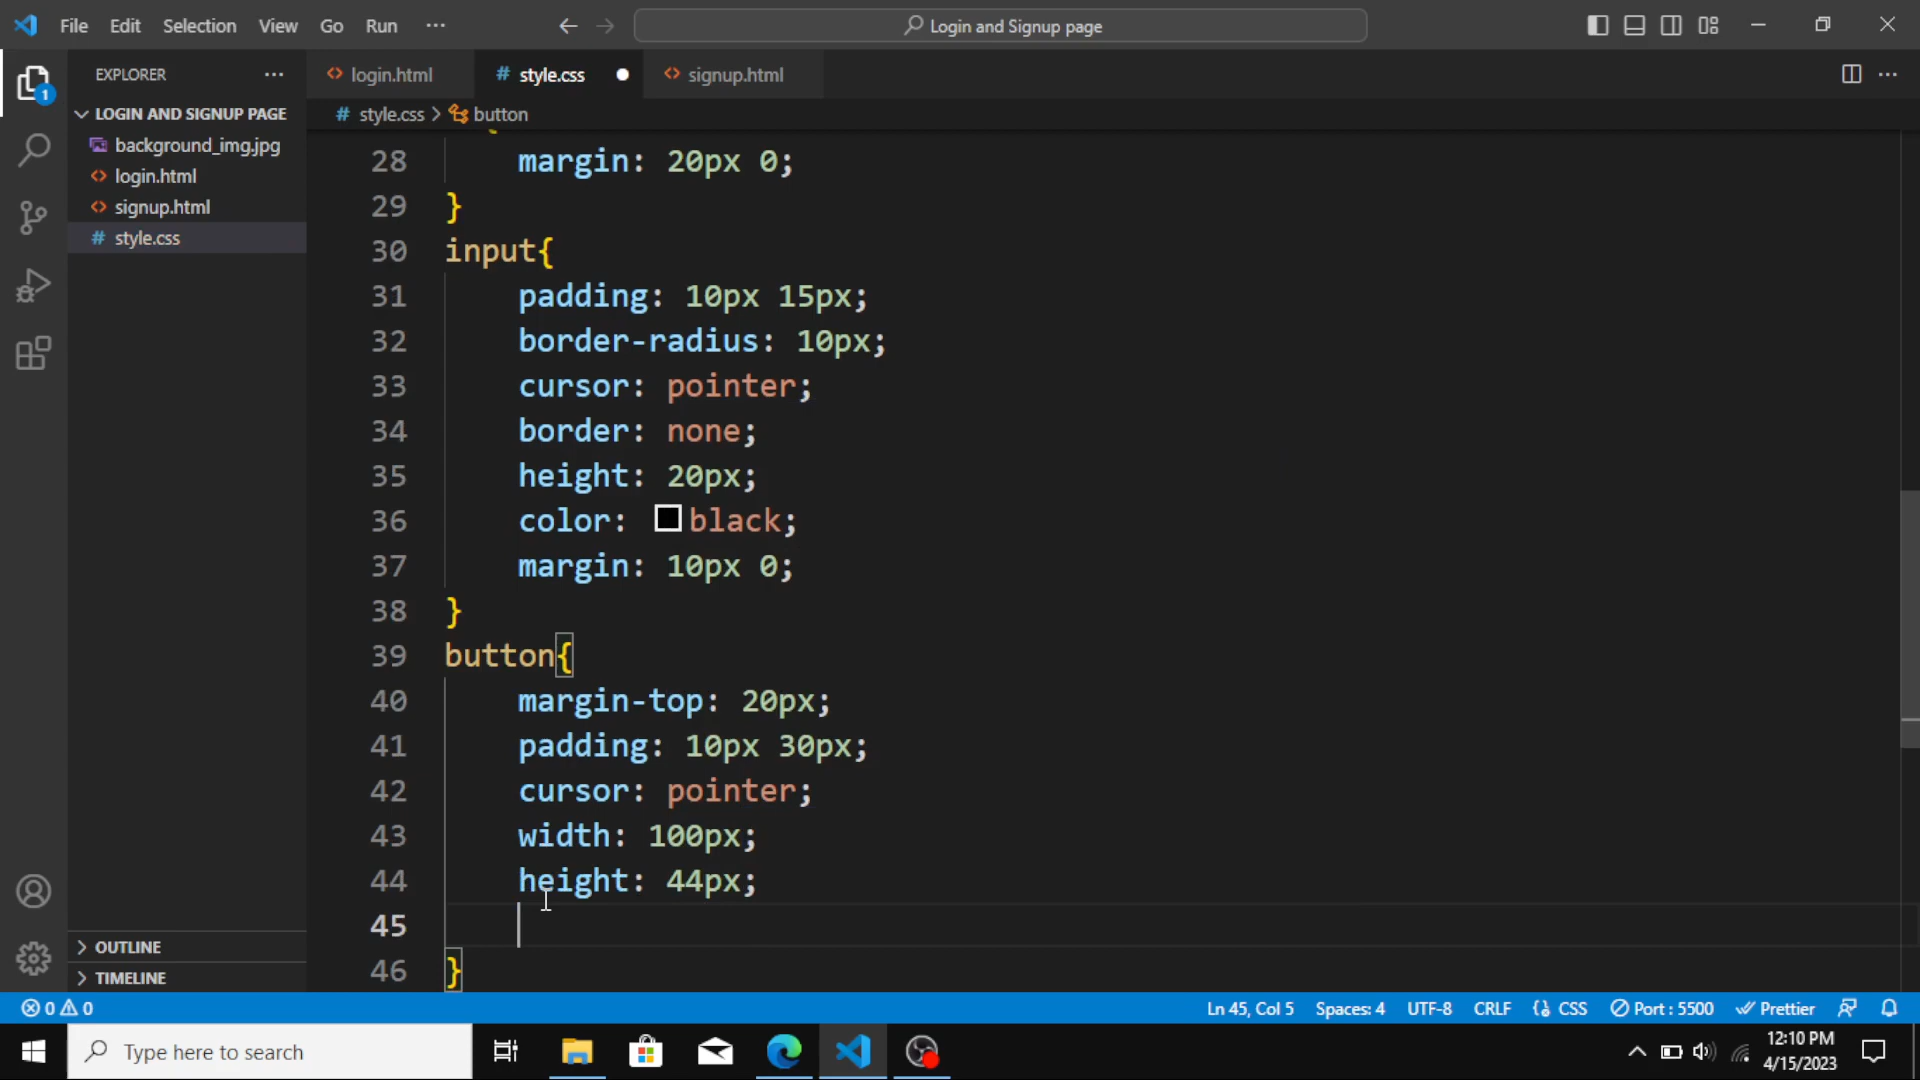 File Edit Selection View Go Run ··· Login and Signup page
EXPLORER ···
login.html
# style.css
signup.html
LOGIN AND SIGNUP PAGE
background_img.jpg
login.html
signup.html
# style.css
# style.css > button
28 margin: 20px 0;
29 }
30 input{
31 padding: 10px 15px;
32 border-radius: 10px;
33 cursor: pointer;
34 border: none;
35 height: 20px;
36 color: black;
37 margin: 10px 0;
38 }
39 button{
40 margin-top: 20px;
41 padding: 10px 30px;
42 cursor: pointer;
43 width: 100px;
44 height: 44px;
45
46 }
1
OUTLINE
TIMELINE
0 0 Ln 45, Col 5 Spaces: 4 UTF-8 CRLF CSS Port : 5500 Prettier
Type here to search
12:10 PM
4/15/2023